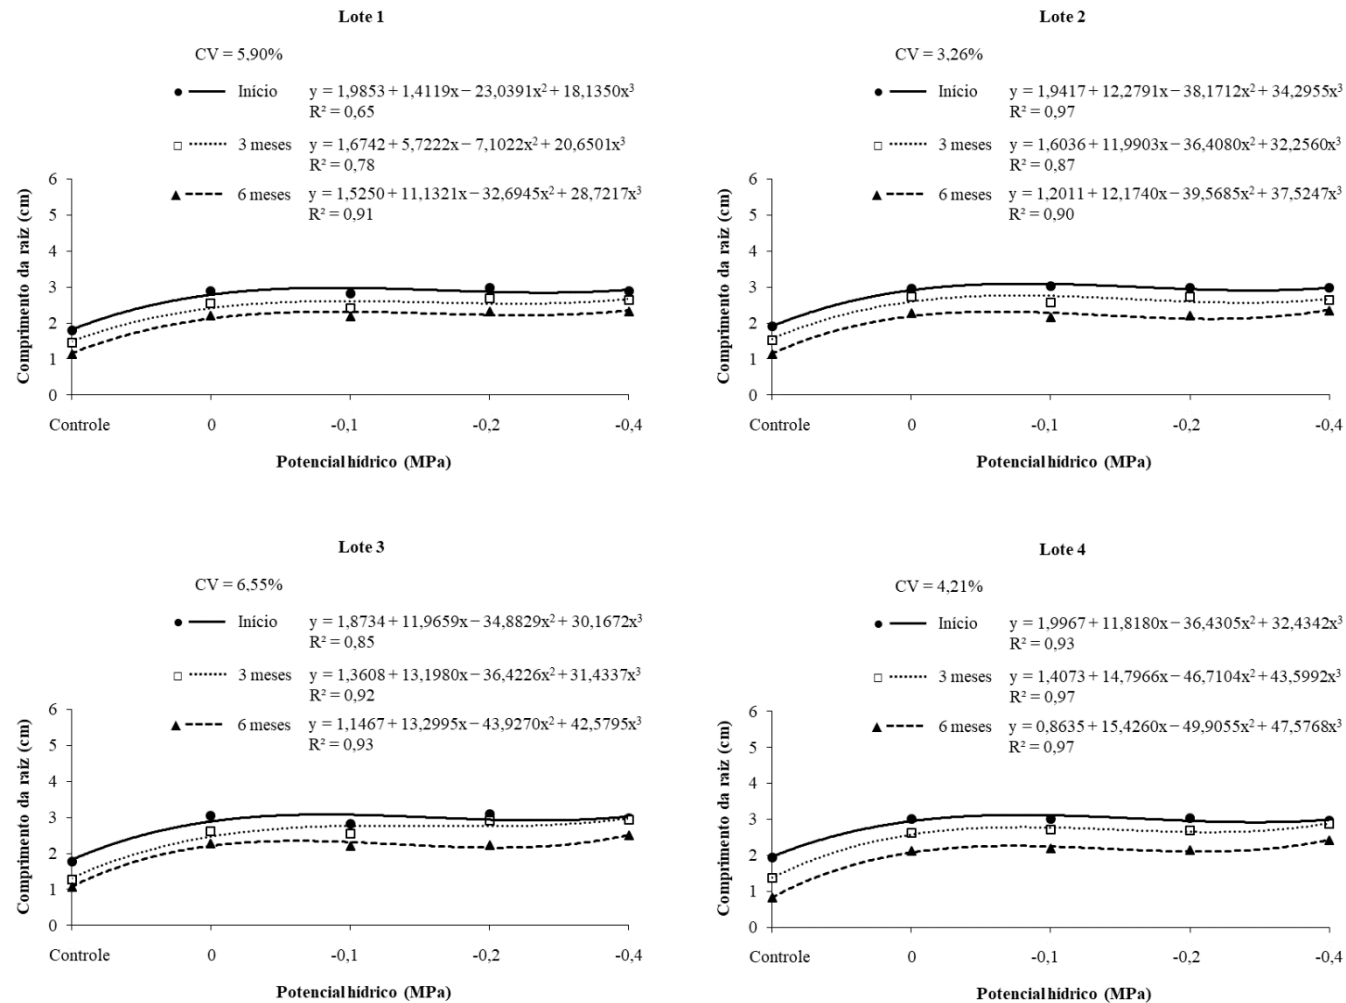 Lote 1
CV = 5,90%
Início y = 1,9853 + 1,4119x − 23,0391x² + 18,1350x³
R² = 0,65
3 meses y = 1,6742 + 5,7222x − 7,1022x² + 20,6501x³
R² = 0,78
6 meses y = 1,5250 + 11,1321x − 32,6945x² + 28,7217x³
R² = 0,91
Comprimento da raiz (cm)
6
5
4
3
2
1
0
Controle 0 -0,1 -0,2 -0,4
Potencial hídrico (MPa)
Lote 2
CV = 3,26%
Início y = 1,9417 + 12,2791x − 38,1712x² + 34,2955x³
R² = 0,97
3 meses y = 1,6036 + 11,9903x − 36,4080x² + 32,2560x³
R² = 0,87
6 meses y = 1,2011 + 12,1740x − 39,5685x² + 37,5247x³
R² = 0,90
Comprimento da raiz (cm)
6
5
4
3
2
1
0
Controle 0 -0,1 -0,2 -0,4
Potencial hídrico (MPa)
Lote 3
CV = 6,55%
Início y = 1,8734 + 11,9659x − 34,8829x² + 30,1672x³
R² = 0,85
3 meses y = 1,3608 + 13,1980x − 36,4226x² + 31,4337x³
R² = 0,92
6 meses y = 1,1467 + 13,2995x − 43,9270x² + 42,5795x³
R² = 0,93
Comprimento da raiz (cm)
6
5
4
3
2
1
0
Controle 0 -0,1 -0,2 -0,4
Potencial hídrico (MPa)
Lote 4
CV = 4,21%
Início y = 1,9967 + 11,8180x − 36,4305x² + 32,4342x³
R² = 0,93
3 meses y = 1,4073 + 14,7966x − 46,7104x² + 43,5992x³
R² = 0,97
6 meses y = 0,8635 + 15,4260x − 49,9055x² + 47,5768x³
R² = 0,97
Comprimento da raiz (cm)
6
5
4
3
2
1
0
Controle 0 -0,1 -0,2 -0,4
Potencial hídrico (MPa)